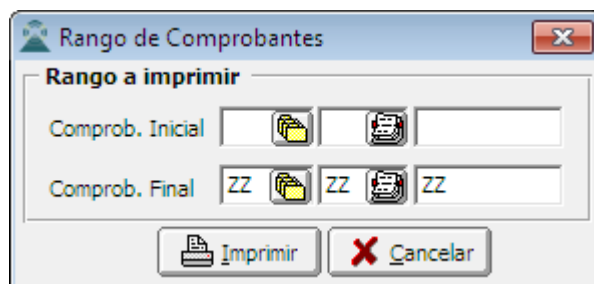 Rango de Comprobantes
Rango a imprimir
Comprob. Inicial
Comprob. Final ZZ ZZ ZZ
Imprimir Cancelar